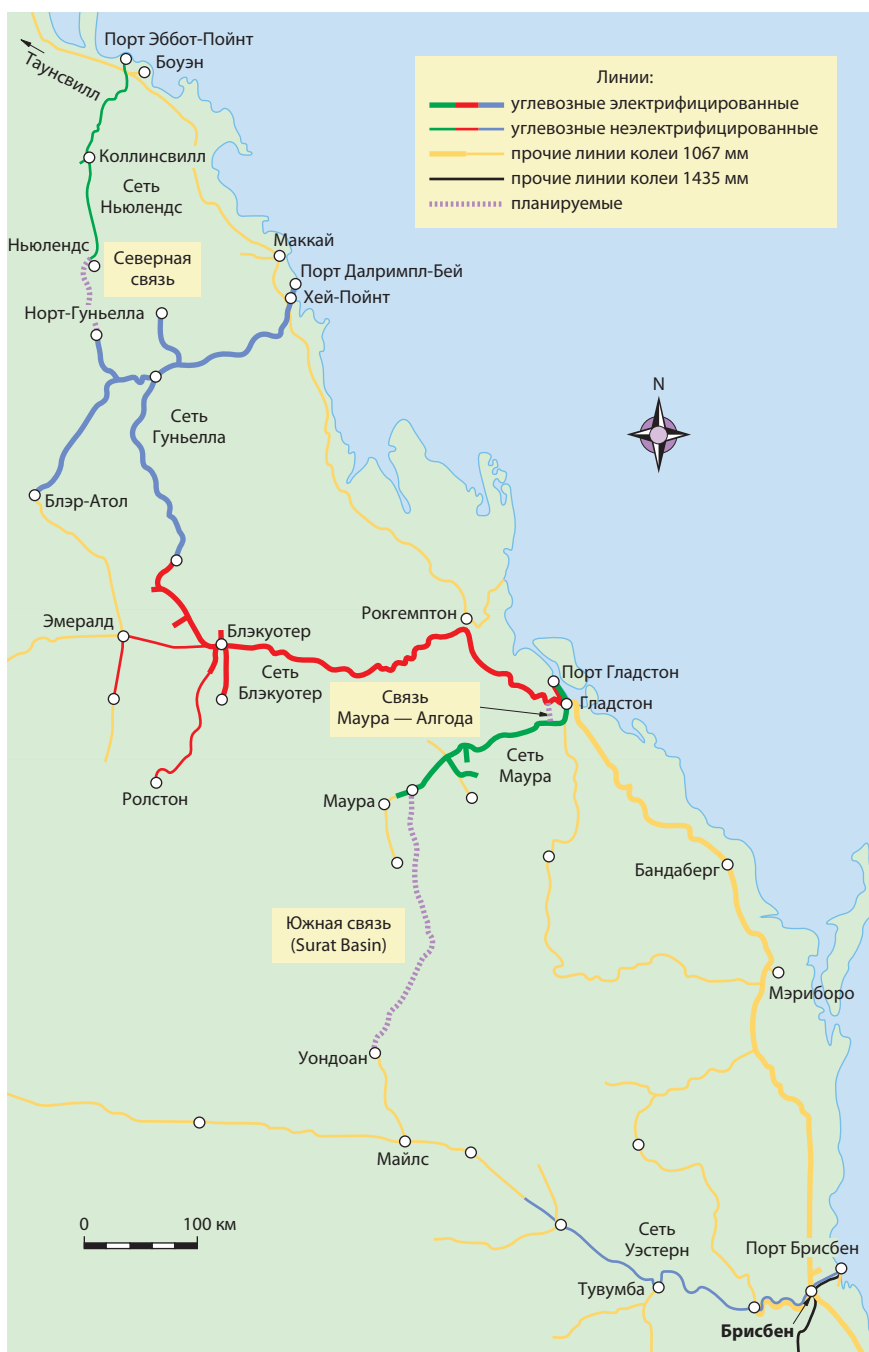 Порт Эббот-Пойнт
Боуэн
Таунсвилл
Линии:
углевозные электрифицированные
углевозные неэлектрифицированные
прочие линии колеи 1067 мм
прочие линии колеи 1435 мм
планируемые
Коллинсвилл
Сеть
Ньюлендс
Ньюлендс
Северная
связь
Маккай
Порт Далримпл-Бей
Хей-Пойнт
Норт-Гуньелла
N
Сеть
Гуньелла
Блэр-Атол
Рокгемптон
Эмералд
Блэкуотер
Сеть
Блэкуотер
Порт Гладстон
Гладстон
Связь
Маура — Алгода
Сеть
Маура
Ролстон
Маура
Бандаберг
Южная связь
(Surat Basin)
Мэриборо
Уондоан
Майлс
0
100 км
Сеть
Уэстерн
Порт Брисбен
Тувумба
Брисбен